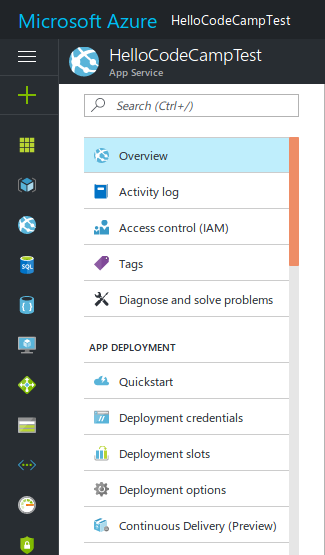 Microsoft Azure HelloCodeCampTest
HelloCodeCampTest
App Service
Search (Ctrl+/)
Overview
Activity log
Access control (IAM)
Tags
Diagnose and solve problems
APP DEPLOYMENT
Quickstart
Deployment credentials
Deployment slots
Deployment options
Continuous Delivery (Preview)
SQL